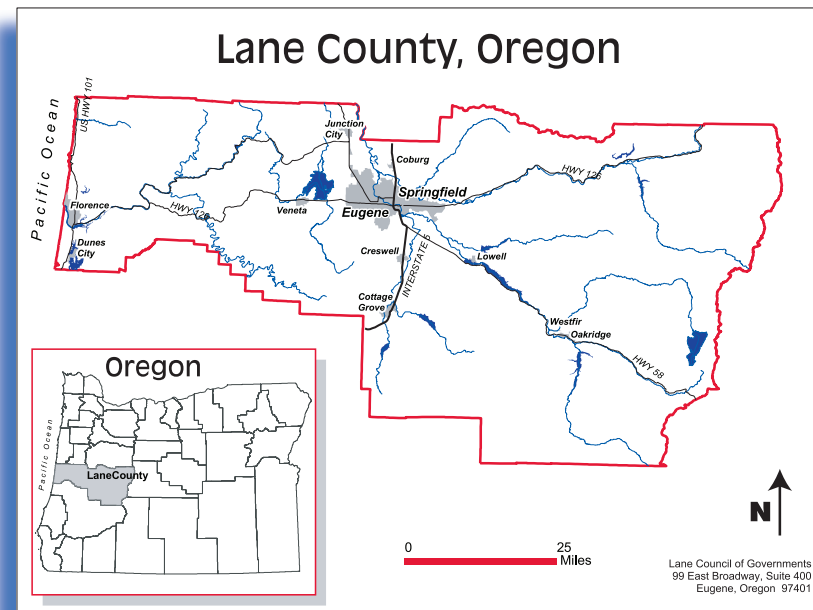 Lane County, Oregon
Pacific Ocean
US HWY 101
Junction
City
Coburg
HWY 126
Springfield
Florence
HWY 126
Veneta
Eugene
Dunes
City
Creswell
INTERSTATE 5
Lowell
Cottage
Grove
Westfir
Oakridge
HWY 58
Oregon
Pacific Ocean
LaneCounty
N
0 25
Miles
Lane Council of Governments
99 East Broadway, Suite 400
Eugene, Oregon 97401